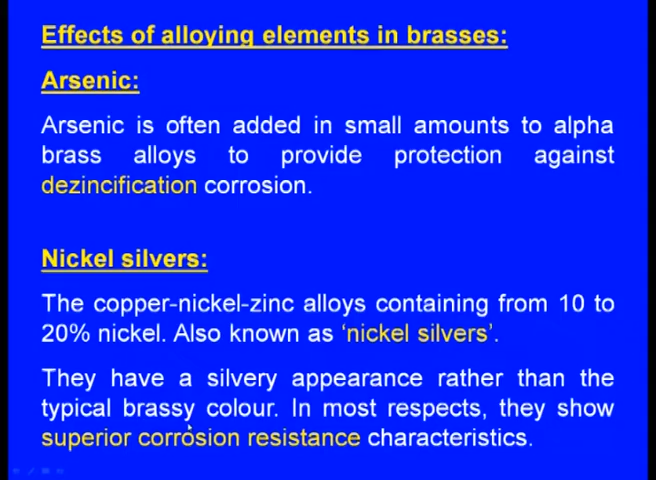 Effects of alloying elements in brasses:
Arsenic:
Arsenic is often added in small amounts to alpha
brass alloys to provide protection against
dezincification corrosion.
Nickel silvers:
The copper-nickel-zinc alloys containing from 10 to
20% nickel. Also known as ‘nickel silvers’.
They have a silvery appearance rather than the
typical brassy colour. In most respects, they show
superior corrosion resistance characteristics.